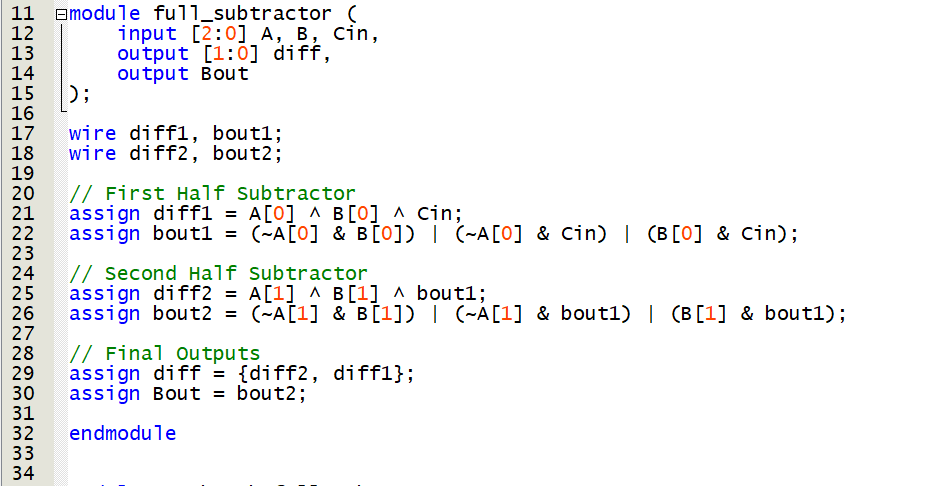 11 module full_subtractor (
12 input [2:0] A, B, Cin,
13 output [1:0] diff,
14 output Bout
15 );
16
17 wire diff1, bout1;
18 wire diff2, bout2;
19
20 // First Half Subtractor
21 assign diff1 = A[0] ^ B[0] ^ Cin;
22 assign bout1 = (~A[0] & B[0]) | (~A[0] & Cin) | (B[0] & Cin);
23
24 // Second Half Subtractor
25 assign diff2 = A[1] ^ B[1] ^ bout1;
26 assign bout2 = (~A[1] & B[1]) | (~A[1] & bout1) | (B[1] & bout1);
27
28 // Final Outputs
29 assign diff = {diff2, diff1};
30 assign Bout = bout2;
31
32 endmodule
33
34